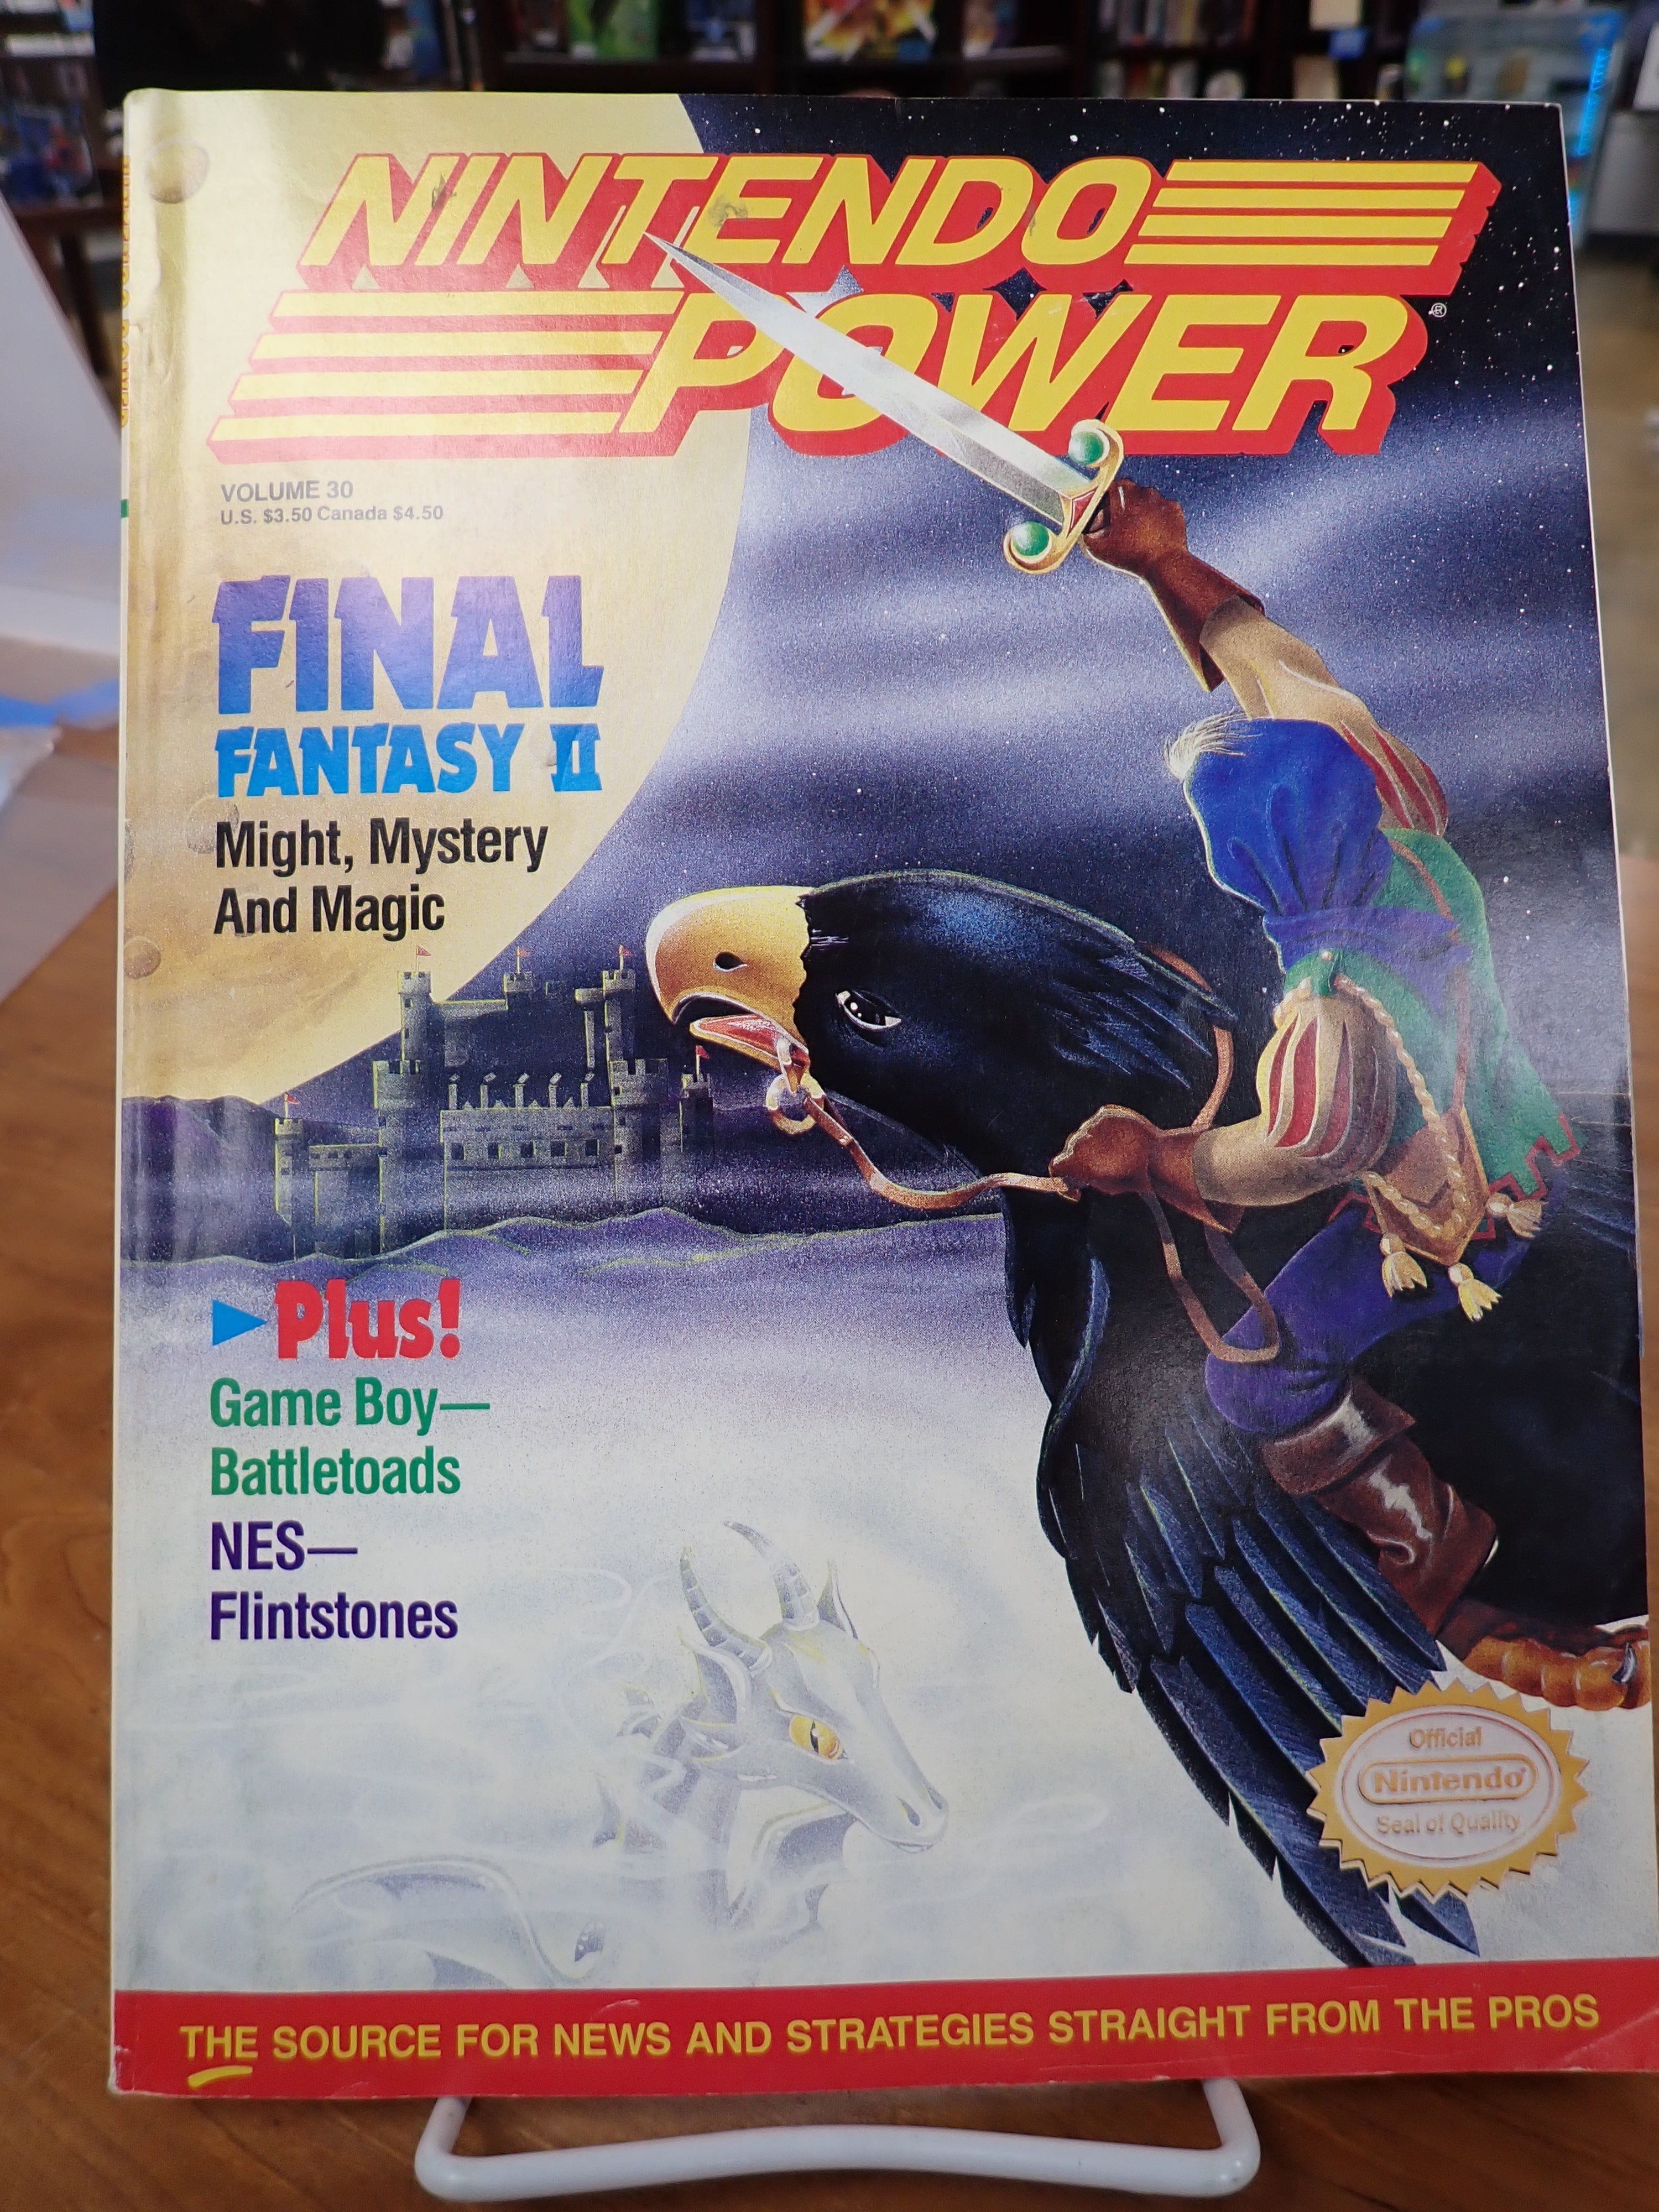 NINTENDO
POWER®
VOLUME 30
U.S. $3.50 Canada $4.50
FINAL
FANTASY II
Might, Mystery
And Magic
Plus!
Game Boy—
Battletoads
NES—
Flintstones
Official
Nintendo®
Seal of Quality
THE SOURCE FOR NEWS AND STRATEGIES STRAIGHT FROM THE PROS